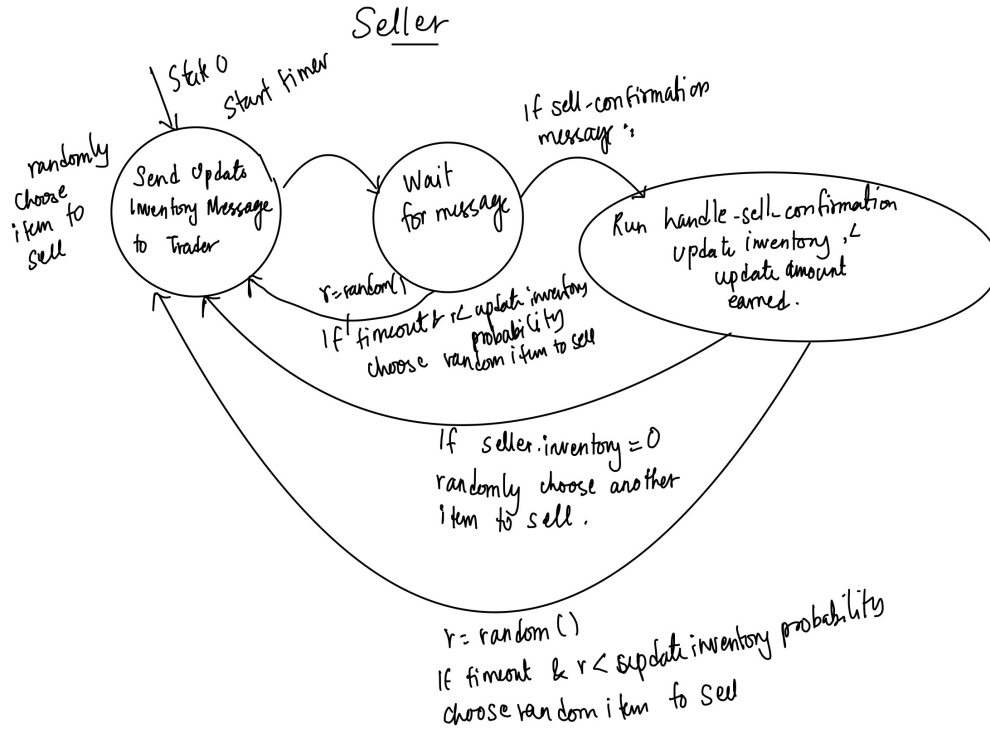 Seller
State 0
Start timer
randomly
choose
item to
sell
Send Update
Inventory Message
to Trader
Wait
for message
If sell-confirmation
message :
Run handle-sell-confirmation
update inventory, &
update amount
earned.
r=random()
If timeout & r< update inventory
probability
choose random item to sell
If seller.inventory = 0
randomly choose another
item to sell.
r= random()
If timeout & r< update inventory probability
choose random item to sell